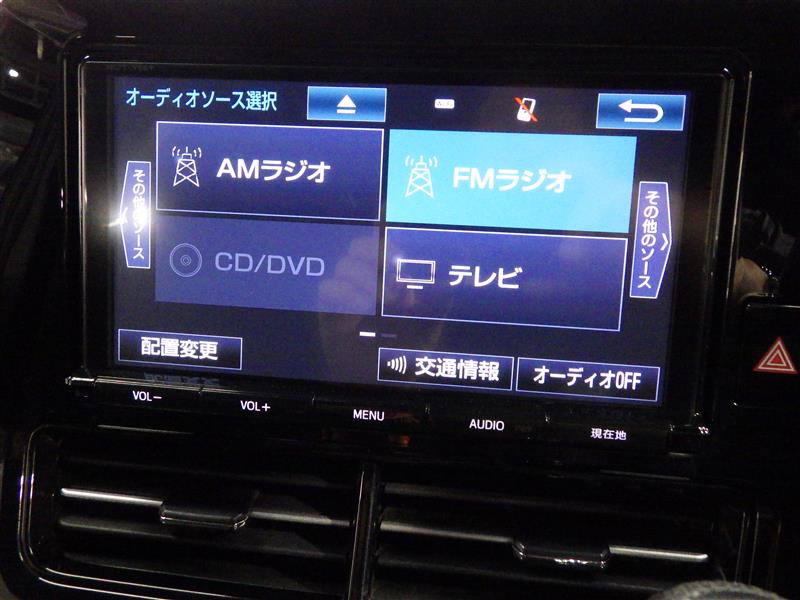 オーディオソース選択
AMラジオ
FMラジオ
その他のソース
その他のソース
CD/DVD
テレビ
配置変更
交通情報
オーディオOFF
VOL−
VOL+
MENU
AUDIO
現在地